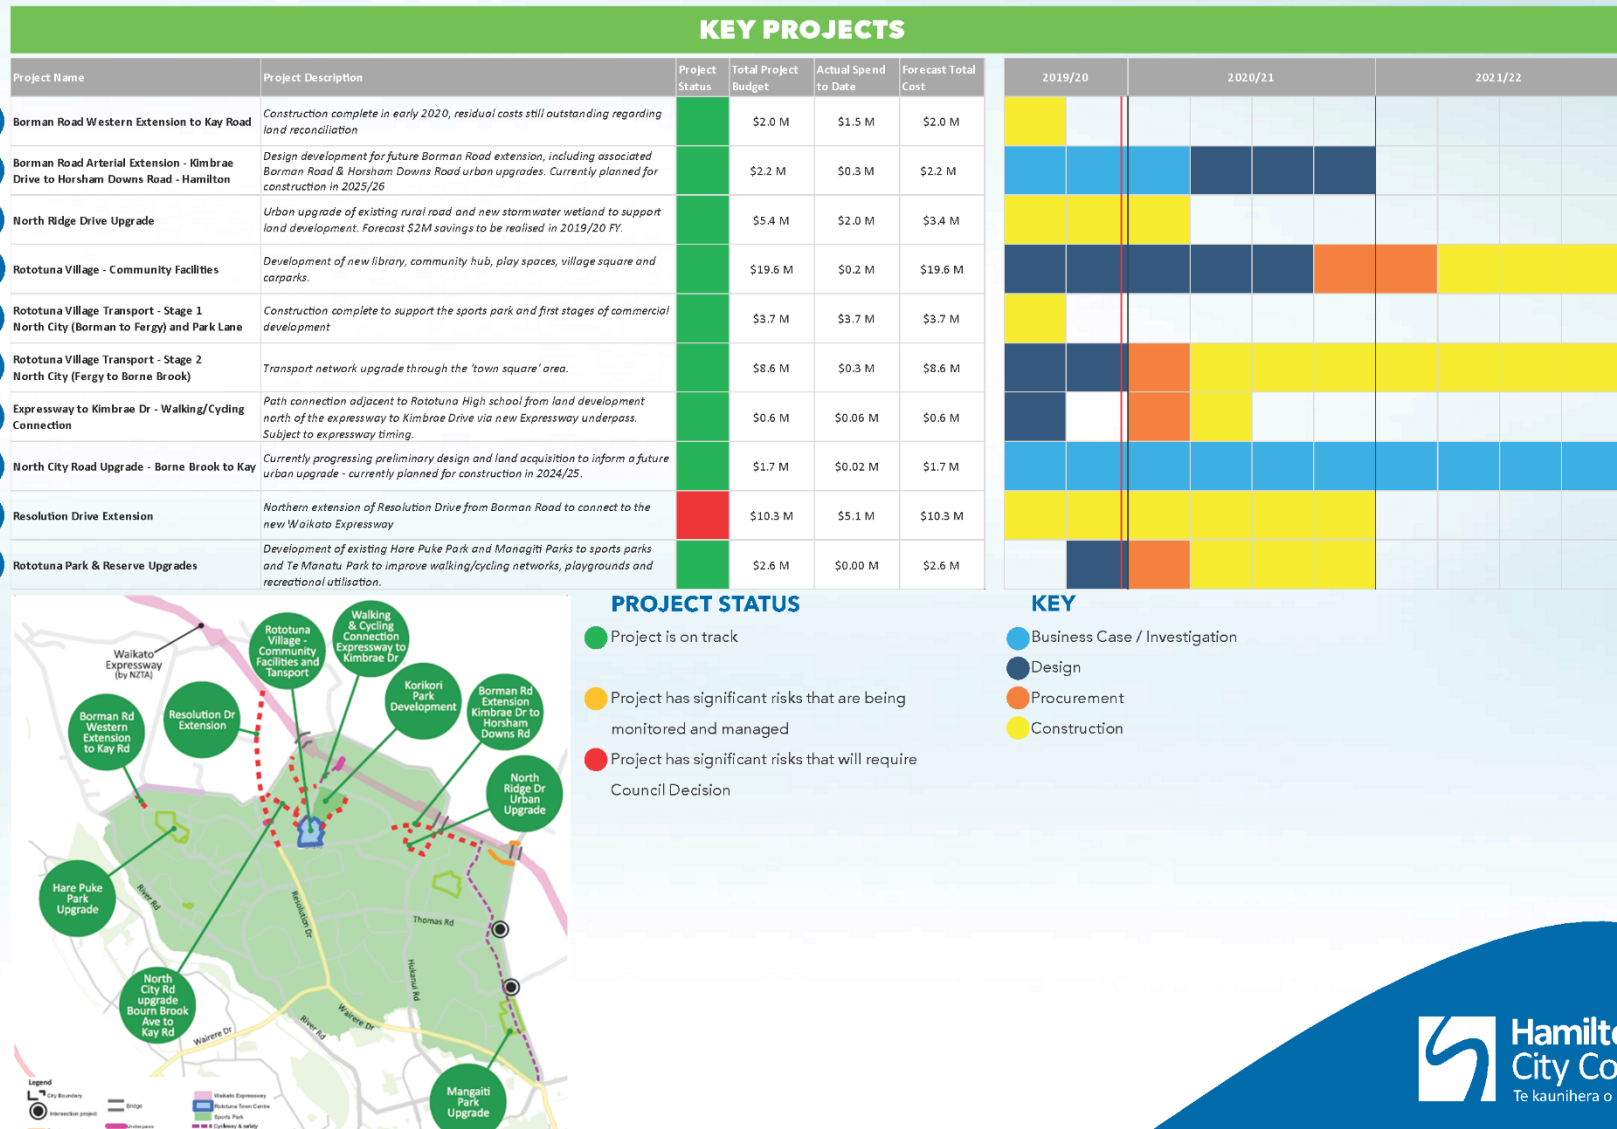 KEY PROJECTS
Project Name
Project Description
Project
Status
Total Project
Budget
Actual Spend
to Date
Forecast Total
Cost
2019/20
2020/21
2021/22
Borman Road Western Extension to Kay Road
Construction complete in early 2020, residual costs still outstanding regarding
land reconciliation
$2.0 M
$1.5 M
$2.0 M
Borman Road Arterial Extension - Kimbrae
Drive to Horsham Downs Road - Hamilton
Design development for future Borman Road extension, including associated
Borman Road & Horsham Downs Road urban upgrades. Currently planned for
construction in 2025/26
$2.2 M
$0.3 M
$2.2 M
North Ridge Drive Upgrade
Urban upgrade of existing rural road and new stormwater wetland to support
land development. Forecast $2M savings to be realised in 2019/20 FY.
$5.4 M
$2.0 M
$3.4 M
Rototuna Village - Community Facilities
Development of new library, community hub, play spaces, village square and
carparks.
$19.6 M
$0.2 M
$19.6 M
Rototuna Village Transport - Stage 1
North City (Borman to Fergy) and Park Lane
Construction complete to support the sports park and first stages of commercial
development
$3.7 M
$3.7 M
$3.7 M
Rototuna Village Transport - Stage 2
North City (Fergy to Borne Brook)
Transport network upgrade through the 'town square' area.
$8.6 M
$0.3 M
$8.6 M
Expressway to Kimbrae Dr - Walking/Cycling
Connection
Path connection adjacent to Rototuna High school from land development
north of the expressway to Kimbrae Drive via new Expressway underpass.
Subject to expressway timing.
$0.6 M
$0.06 M
$0.6 M
North City Road Upgrade - Borne Brook to Kay
Currently progressing preliminary design and land acquisition to inform a future
urban upgrade - currently planned for construction in 2024/25.
$1.7 M
$0.02 M
$1.7 M
Resolution Drive Extension
Northern extension of Resolution Drive from Borman Road to connect to the
new Waikato Expressway
$10.3 M
$5.1 M
$10.3 M
Rototuna Park & Reserve Upgrades
Development of existing Hare Puke Park and Managiti Parks to sports parks
and Te Manatu Park to improve walking/cycling networks, playgrounds and
recreational utilisation.
$2.6 M
$0.00 M
$2.6 M
Waikato
Expressway
(by NZTA)
Rototuna
Village -
Community
Facilities and
Tansport
Walking
& Cycling
Connection
Expressway to
Kimbrae Dr
Korikori
Park
Development
Borman Rd
Extension
Kimbrae Dr to
Horsham
Downs Rd
Borman Rd
Western
Extension
to Kay Rd
Resolution Dr
Extension
North
Ridge Dr
Urban
Upgrade
Hare Puke
Park
Upgrade
River Rd
Resolution Dr
Thomas Rd
Hukanui Rd
North
City Rd
upgrade
Bourn Brook
Ave to
Kay Rd
Wairere Dr
River Rd
Wairere Dr
Mangaiti
Park
Upgrade
Legend
City Boundary
Intersection project
Bridge
Underpass
Waikato Expressway
Rototuna Town Centre
Sports Park
Cycleway & safety
PROJECT STATUS
Project is on track
Project has significant risks that are being
monitored and managed
Project has significant risks that will require
Council Decision
KEY
Business Case / Investigation
Design
Procurement
Construction
Hamilto
City Co
Te kaunihera o